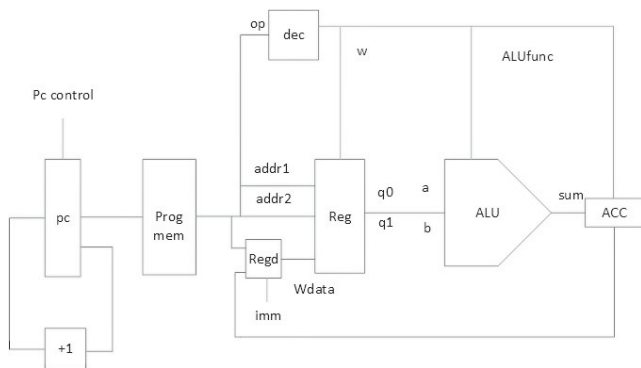 op
dec
w
ALUfunc
Pc control
addr1
addr2
q0
a
sum
pc
Prog
mem
Reg
q1
b
ALU
ACC
Regd
Wdata
imm
+1